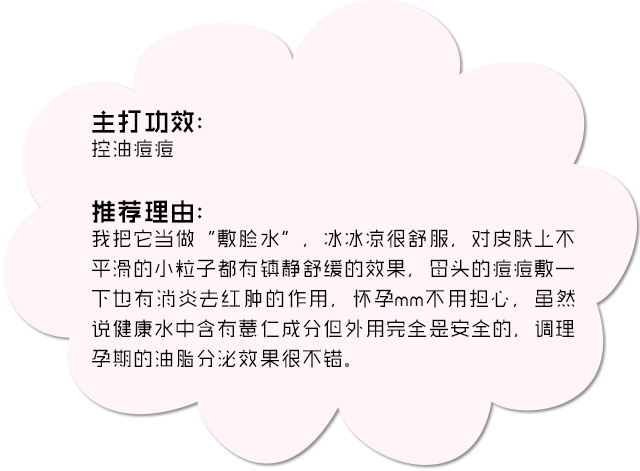 主打功效:
控油痘痘
推荐理由:
我把它当做“敷脸水”，冰冰凉很舒服，对皮肤上不
平滑的小粒子都有镇静舒缓的效果，冒头的痘痘敷一
下也有消炎去红肿的作用，怀孕mm不用担心，虽然
说健康水中含有薏仁成分但外用完全是安全的，调理
孕期的油脂分泌效果很不错。